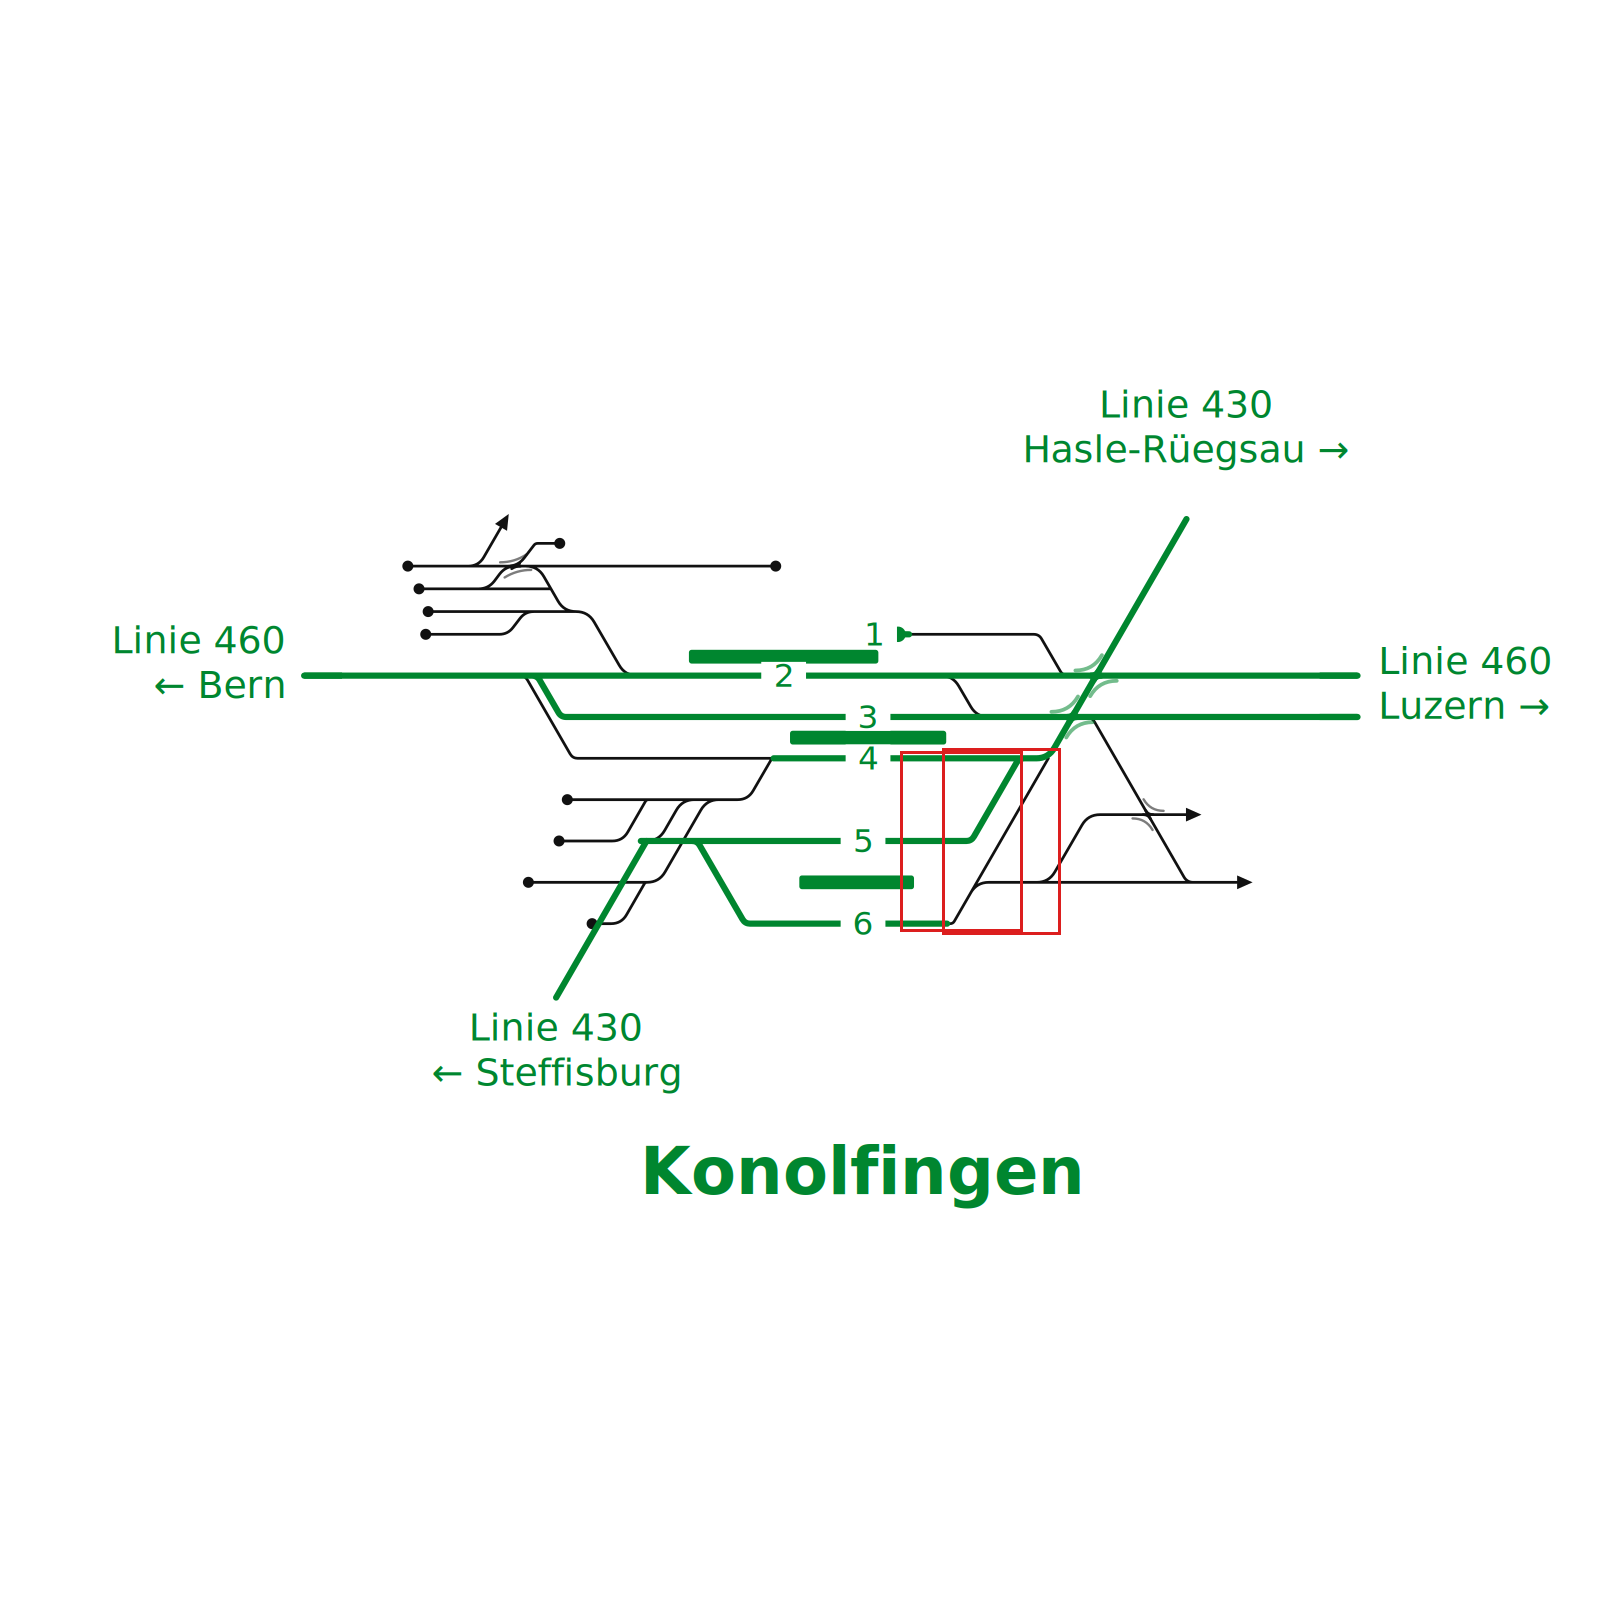 Linie 430
Hasle-Rüegsau →
Linie 460
← Bern
1
Linie 460
Luzern →
2
3
4
5
6
Linie 430
← Steffisburg
Konolfingen